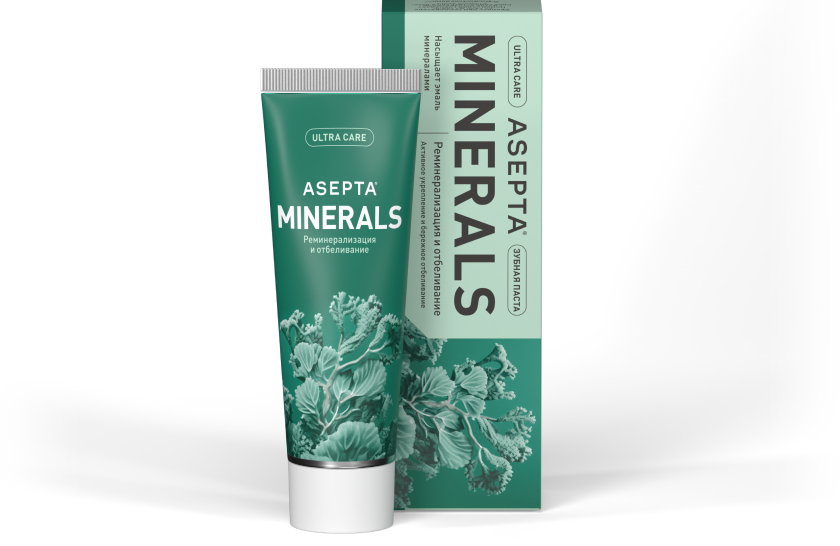 ULTRA CARE
ASEPTA®
MINERALS
Реминерализация
и отбеливание
ULTRA CARE
ASEPTA®
ЗУБНАЯ ПАСТА
MINERALS
Насыщает эмаль
минералами
Реминерализация и отбеливание
Активное укрепление и бережное отбеливание